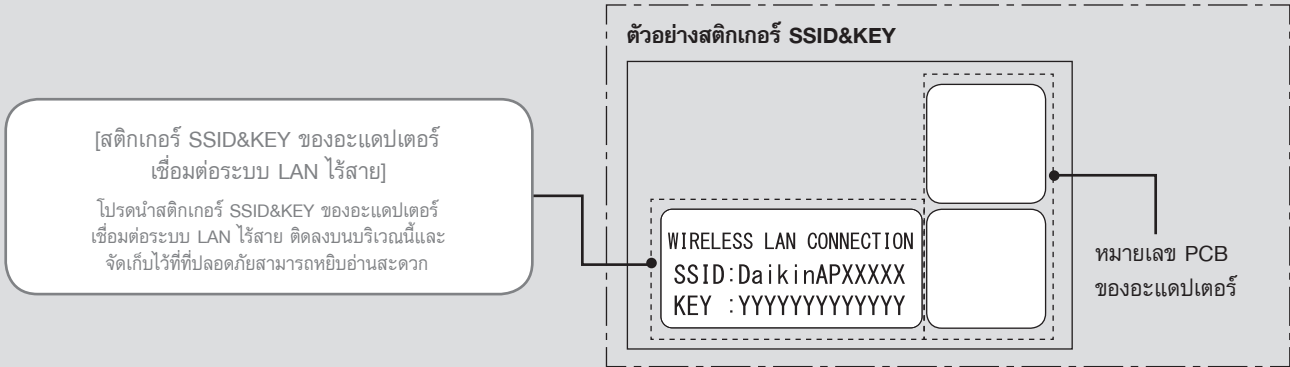 ตัวอย่างสติกเกอร์ SSID&KEY
[สติกเกอร์ SSID&KEY ของอะแดปเตอร์
เชื่อมต่อระบบ LAN ไร้สาย]
โปรดนำสติกเกอร์ SSID&KEY ของอะแดปเตอร์
เชื่อมต่อระบบ LAN ไร้สาย ติดลงบนบริเวณนี้และ
จัดเก็บไว้ที่ที่ปลอดภัยสามารถหยิบอ่านสะดวก
WIRELESS LAN CONNECTION
SSID:DaikinAPXXXXX
KEY :YYYYYYYYYYYYY
หมายเลข PCB
ของอะแดปเตอร์